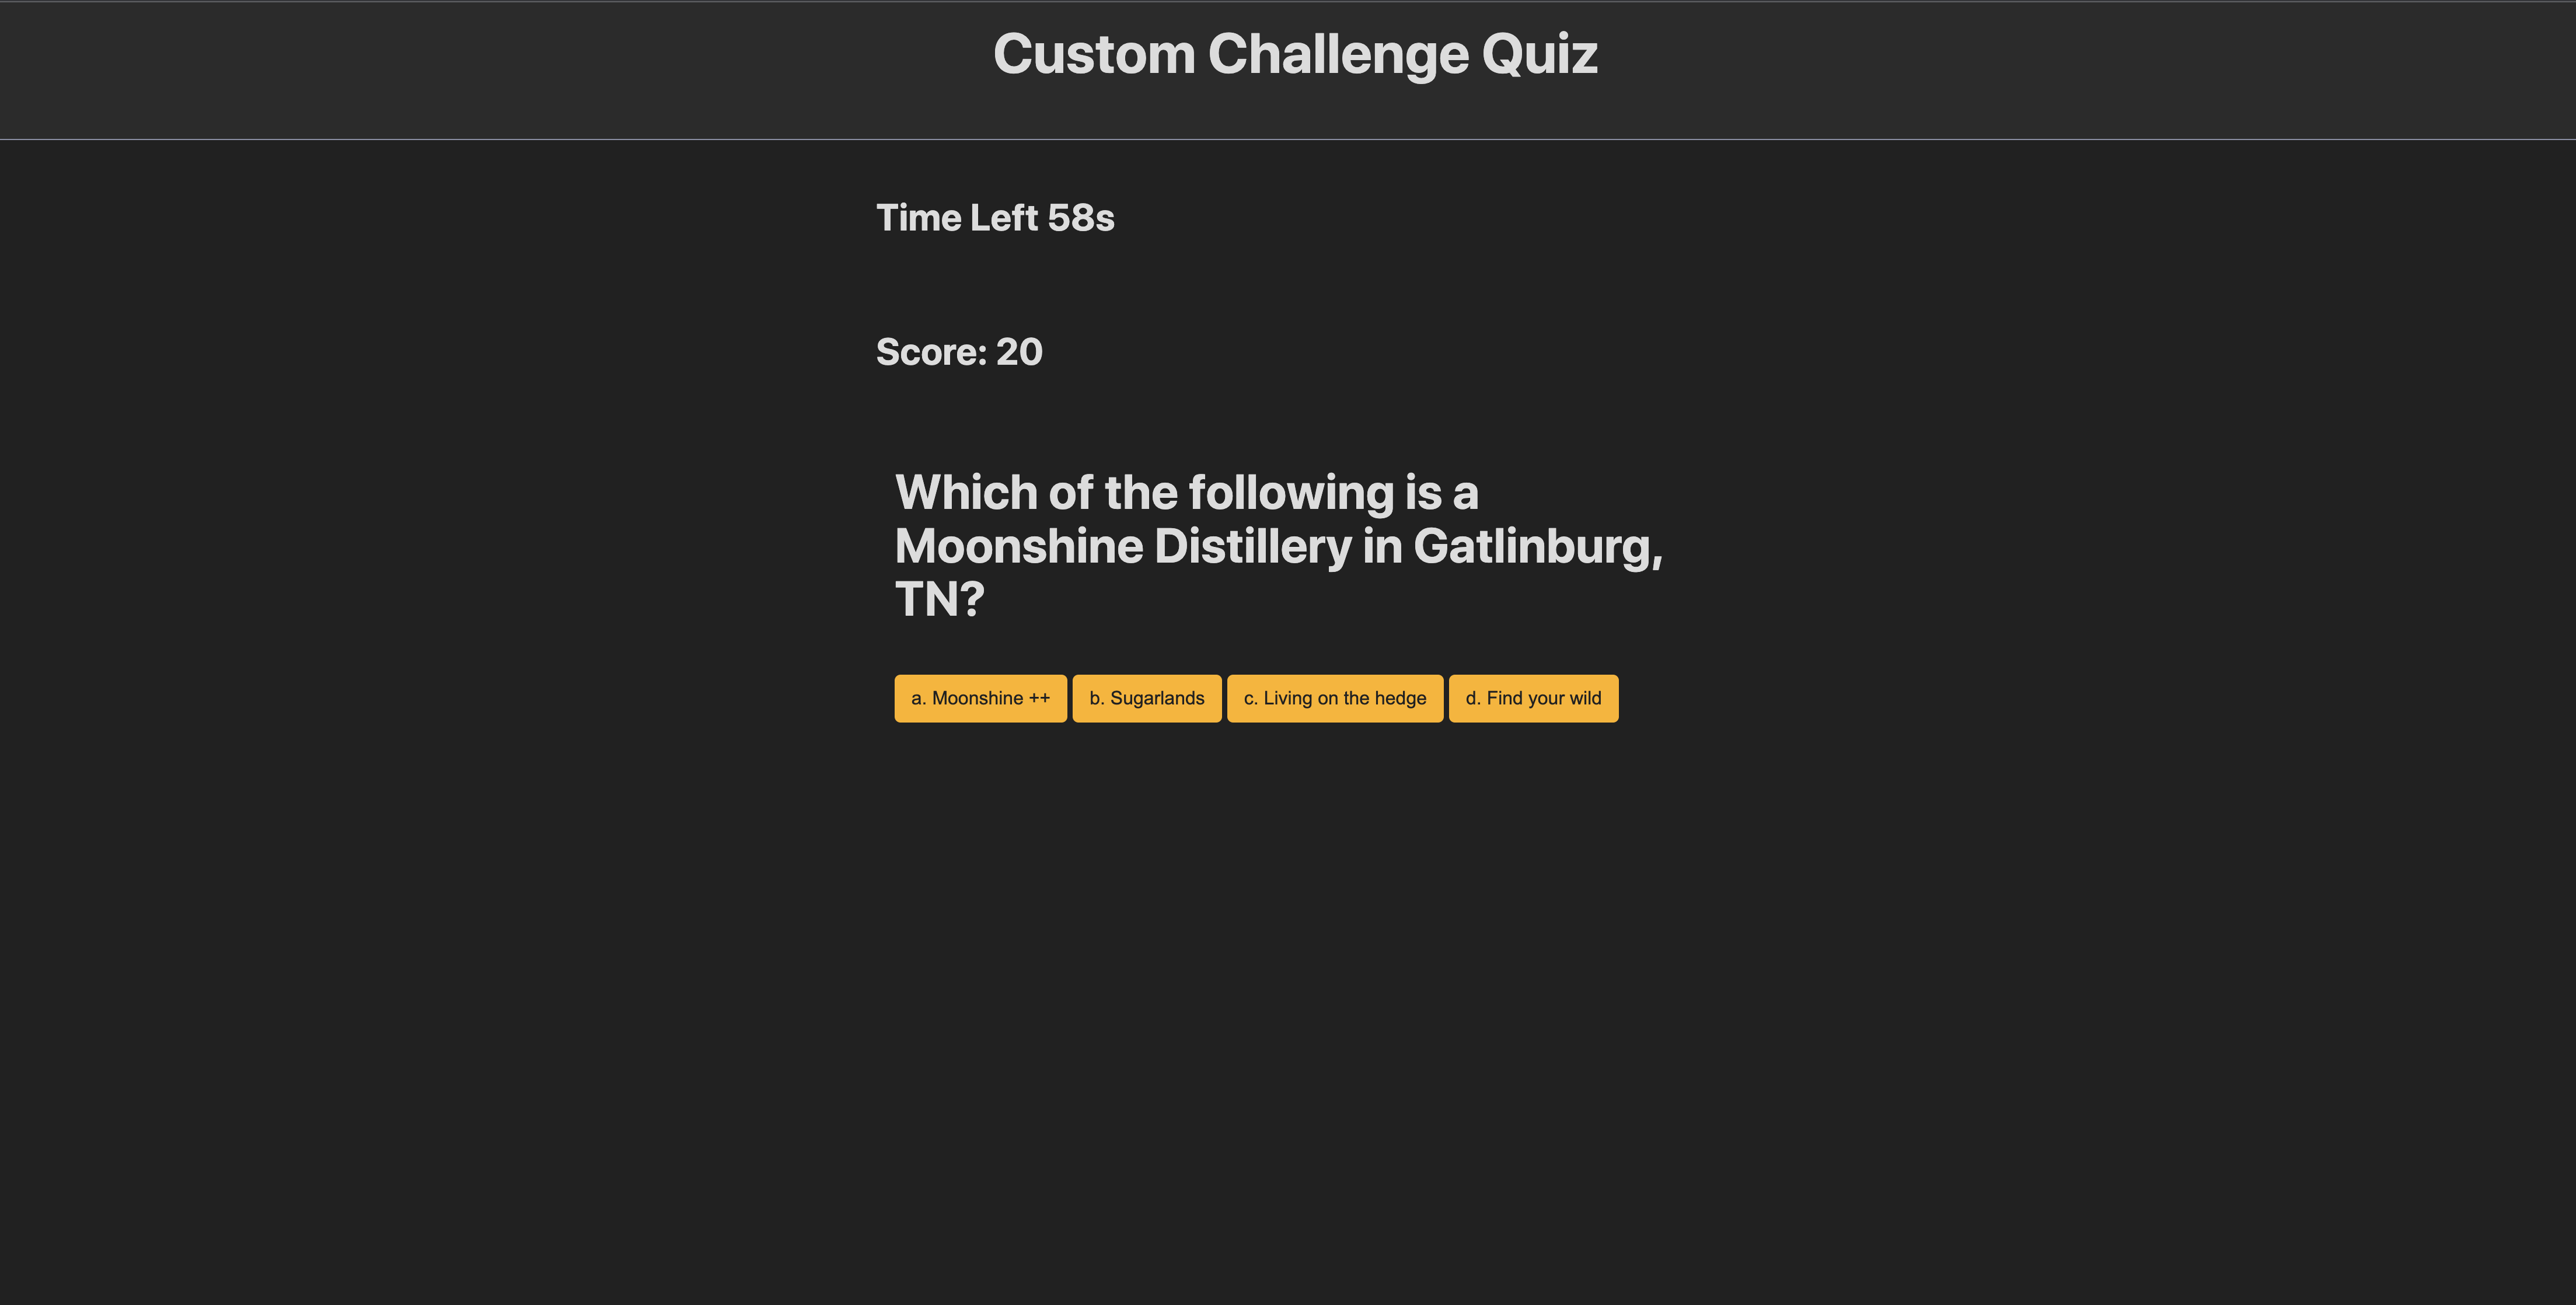 Custom Challenge Quiz
Time Left 58s
Score: 20
Which of the following is a
Moonshine Distillery in Gatlinburg,
TN?
a. Moonshine ++
b. Sugarlands
c. Living on the hedge
d. Find your wild